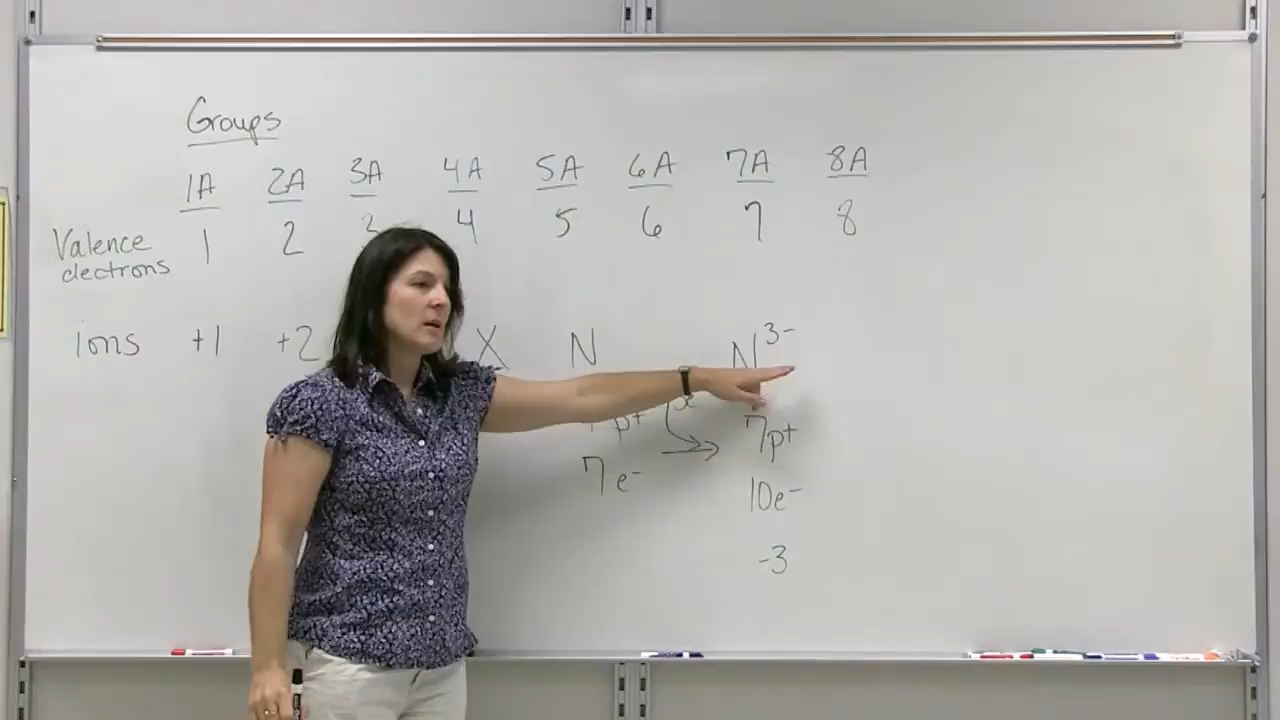 Groups
1A 2A 3A 4A 5A 6A 7A 8A
Valence electrons 1 2 3 4 5 6 7 8
ions +1 +2 X N N³⁻
p+ 7p+
7e- 10e-
-3